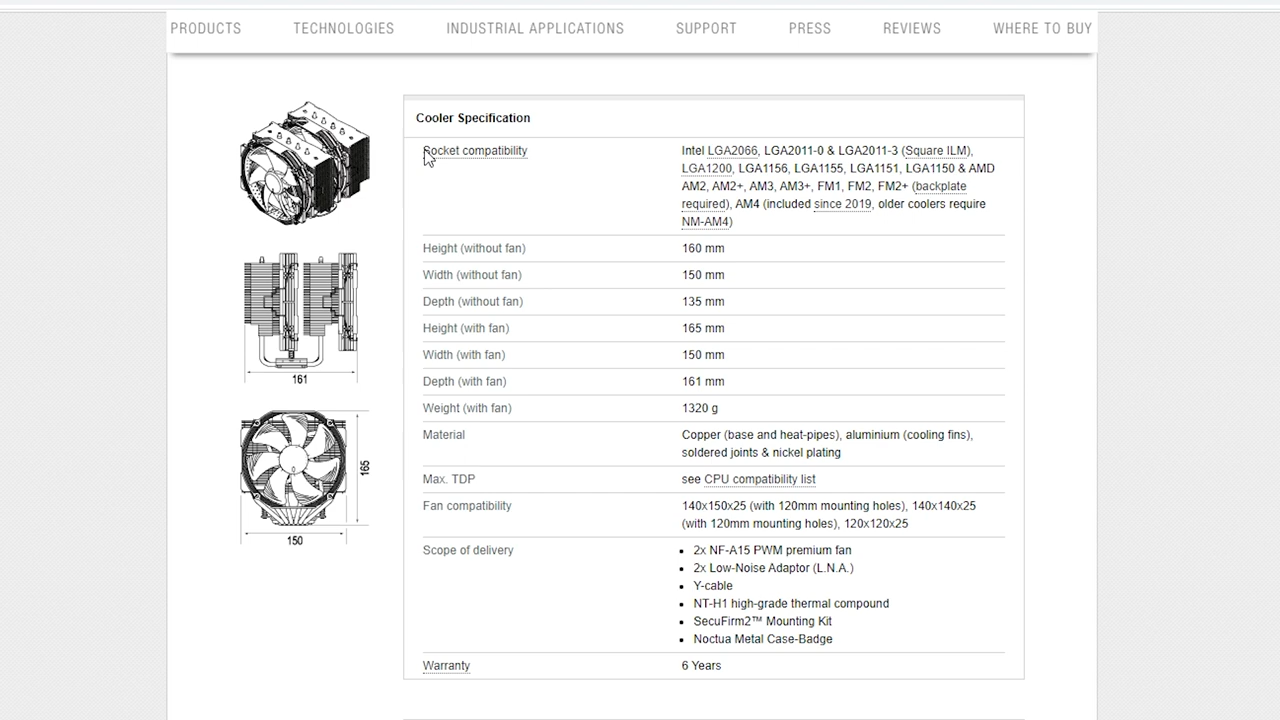 PRODUCTS TECHNOLOGIES INDUSTRIAL APPLICATIONS SUPPORT PRESS REVIEWS WHERE TO BUY
Cooler Specification
Socket compatibility Intel LGA2066, LGA2011-0 & LGA2011-3 (Square ILM),
LGA1200, LGA1156, LGA1155, LGA1151, LGA1150 & AMD
AM2, AM2+, AM3, AM3+, FM1, FM2, FM2+ (backplate
required), AM4 (included since 2019, older coolers require
NM-AM4)
Height (without fan) 160 mm
Width (without fan) 150 mm
Depth (without fan) 135 mm
Height (with fan) 165 mm
Width (with fan) 150 mm
Depth (with fan) 161 mm
Weight (with fan) 1320 g
Material Copper (base and heat-pipes), aluminium (cooling fins),
soldered joints & nickel plating
Max. TDP see CPU compatibility list
Fan compatibility 140x150x25 (with 120mm mounting holes), 140x140x25
(with 120mm mounting holes), 120x120x25
Scope of delivery
2x NF-A15 PWM premium fan
2x Low-Noise Adaptor (L.N.A.)
Y-cable
NT-H1 high-grade thermal compound
SecuFirm2™ Mounting Kit
Noctua Metal Case-Badge
Warranty 6 Years
161
165
150